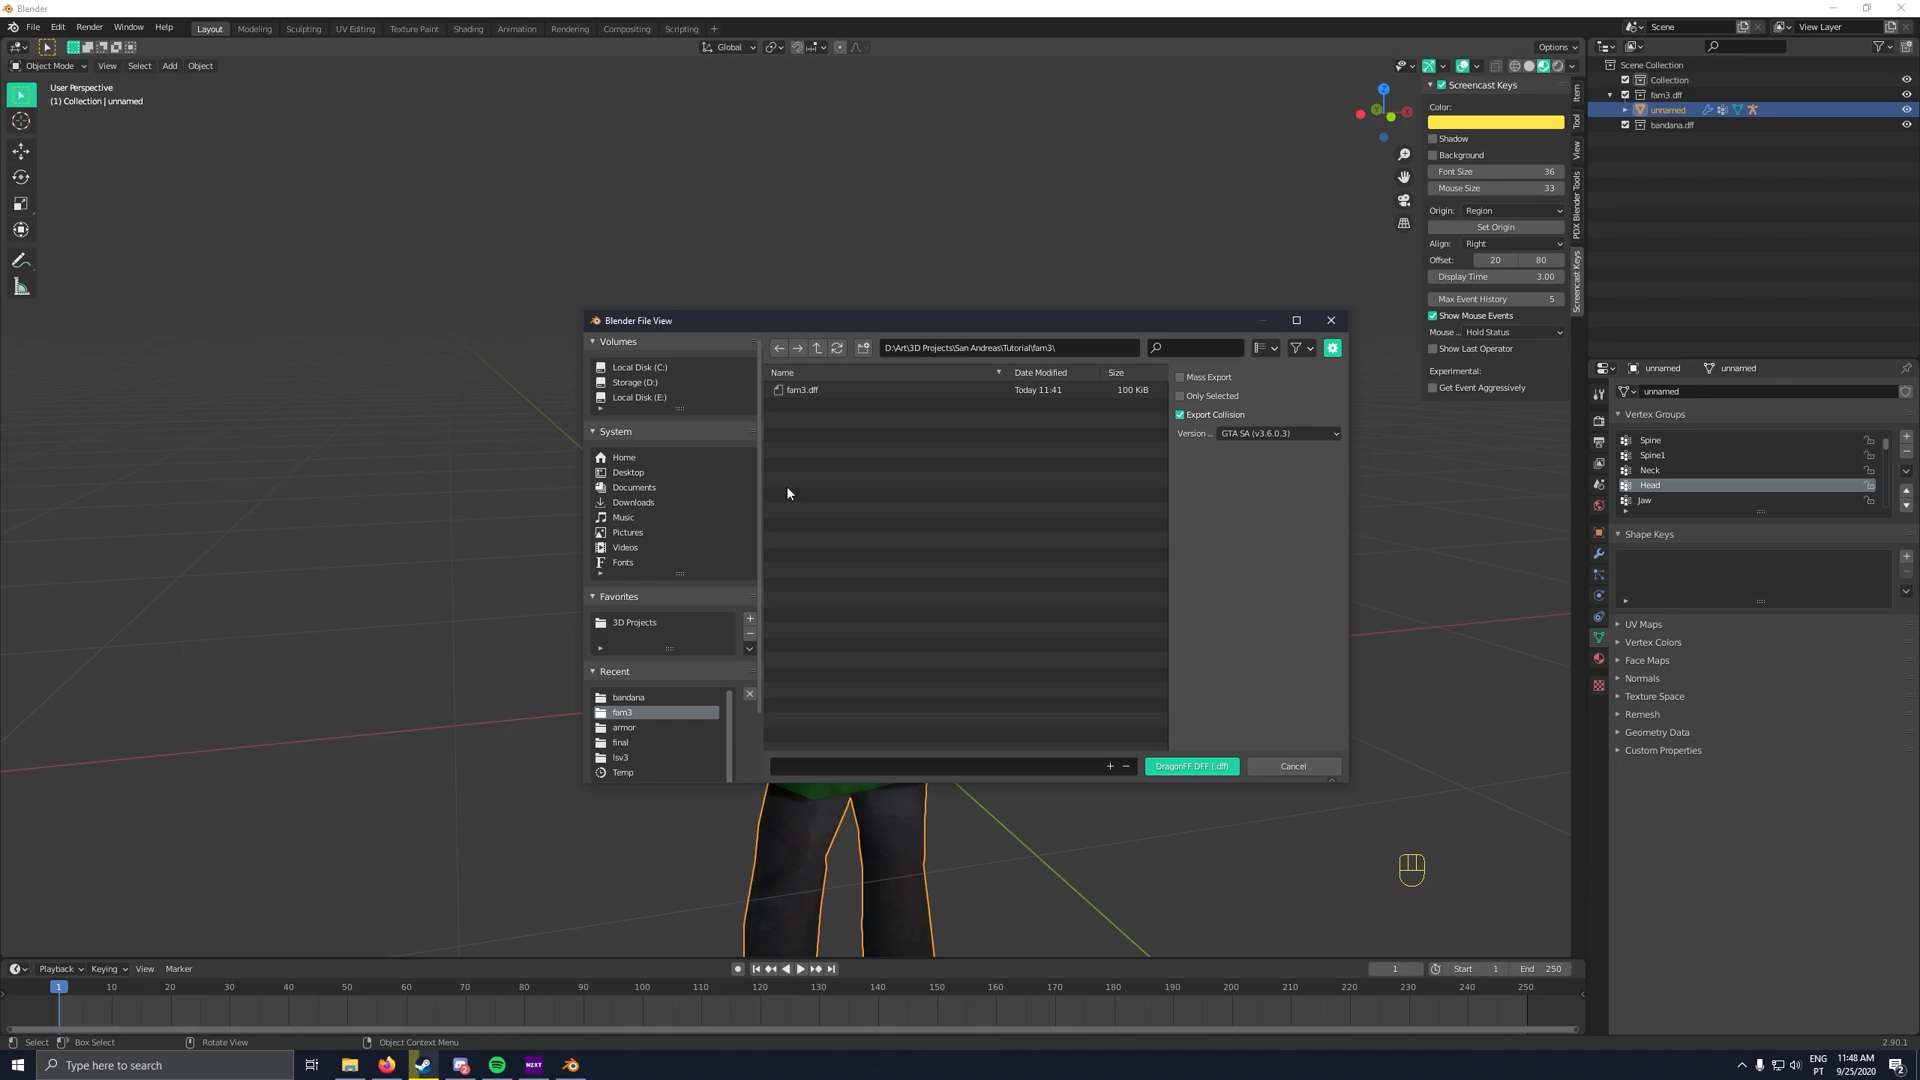 Blender
File Edit Render Window Help
Layout Modeling Sculpting UV Editing Texture Paint Shading Animation Rendering Compositing Scripting +
Scene
View Layer
Global
Options
Object Mode View Select Add Object
User Perspective
(1) Collection | unnamed
Z
Screencast Keys
Color:
Shadow
Background
Font Size 36
Mouse Size 33
Origin: Region
Set Origin
Align: Right
Offset: 20 80
Display Time 3.00
Max Event History 5
Show Mouse Events
Mouse .. Hold Status
Show Last Operator
Experimental:
Get Event Aggressively
Item
Tool
View
PDX Blender Tools
Screencast Keys
Scene Collection
Collection
fam3.dff
unnamed
bandana.dff
unnamed unnamed
unnamed
Vertex Groups
Spine
Spine1
Neck
Head
Jaw
Shape Keys
UV Maps
Vertex Colors
Face Maps
Normals
Texture Space
Remesh
Geometry Data
Custom Properties
Blender File View
Volumes
Local Disk (C:)
Storage (D:)
Local Disk (E:)
System
Home
Desktop
Documents
Downloads
Music
Pictures
Videos
Fonts
Favorites
3D Projects
Recent
bandana
fam3
armor
final
lsv3
Temp
D:\Art\3D Projects\San Andreas\Tutorial\fam3\
Name Date Modified Size
fam3.dff Today 11:41 100 KiB
Mass Export
Only Selected
Export Collision
Version .. GTA SA (v3.6.0.3)
DragonFF DFF (.dff)
Cancel
Playback Keying View Marker
1 Start 1 End 250
1 10 20 30 40 50 60 70 80 90 100 110 120 130 140 150 160 170 180 190 200 210 220 230 240 250
Select Box Select Rotate View Object Context Menu
2.90.1
Type here to search
NZXT
ENG
PT
11:48 AM
9/25/2020
2